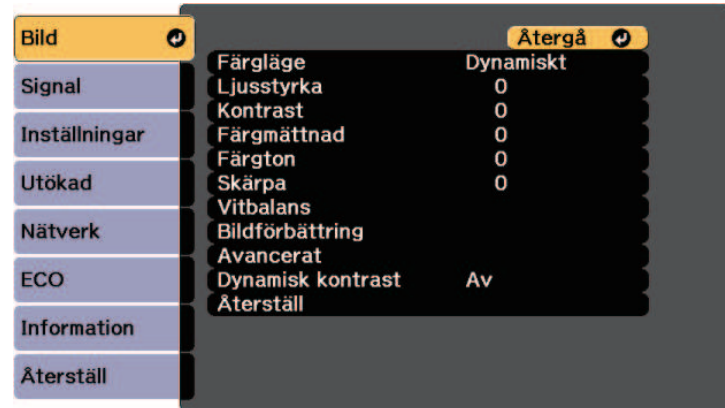 Bild
Signal
Inställningar
Utökad
Nätverk
ECO
Information
Återställ
Återgå
Färgläge Dynamiskt
Ljusstyrka 0
Kontrast 0
Färgmättnad 0
Färgton 0
Skärpa 0
Vitbalans
Bildförbättring
Avancerat
Dynamisk kontrast Av
Återställ